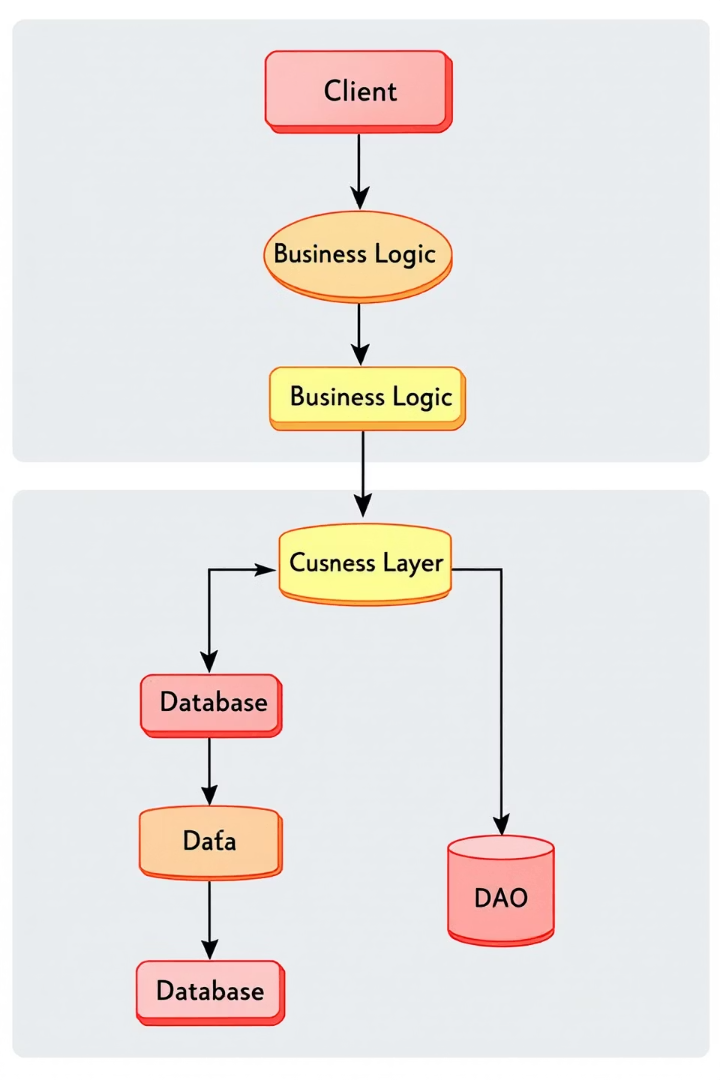 Client
Business Logic
Business Logic
Cusness Layer
Database
Dafa
DAO
Database